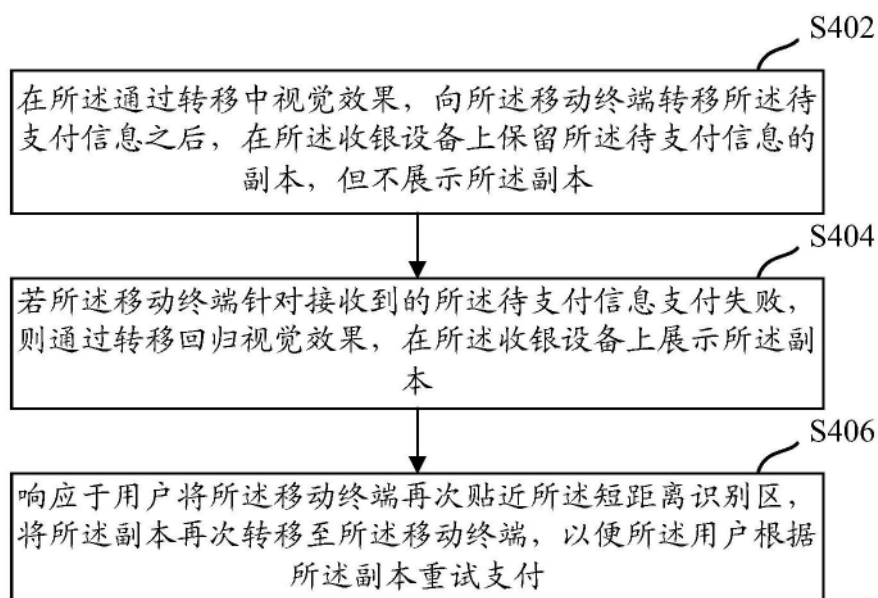 S402
在所述通过转移中视觉效果，向所述移动终端转移所述待
支付信息之后，在所述收银设备上保留所述待支付信息的
副本，但不展示所述副本
S404
若所述移动终端针对接收到的所述待支付信息支付失败，
则通过转移回归视觉效果，在所述收银设备上展示所述副
本
S406
响应于用户将所述移动终端再次贴近所述短距离识别区，
将所述副本再次转移至所述移动终端，以便所述用户根据
所述副本重试支付